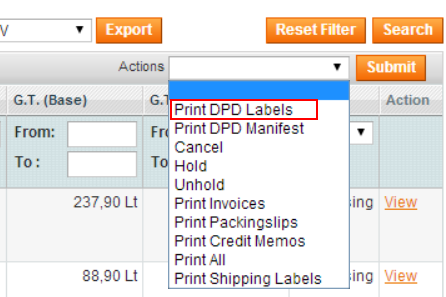 V Export Reset Filter Search
Actions Submit
G.T. (Base) G.T Action
From: Fro
To : To
Print DPD Labels
Print DPD Manifest
Cancel
Hold
Unhold
Print Invoices
Print Packingslips
Print Credit Memos
Print All
Print Shipping Labels
237,90 Lt sing View
88,90 Lt sing View